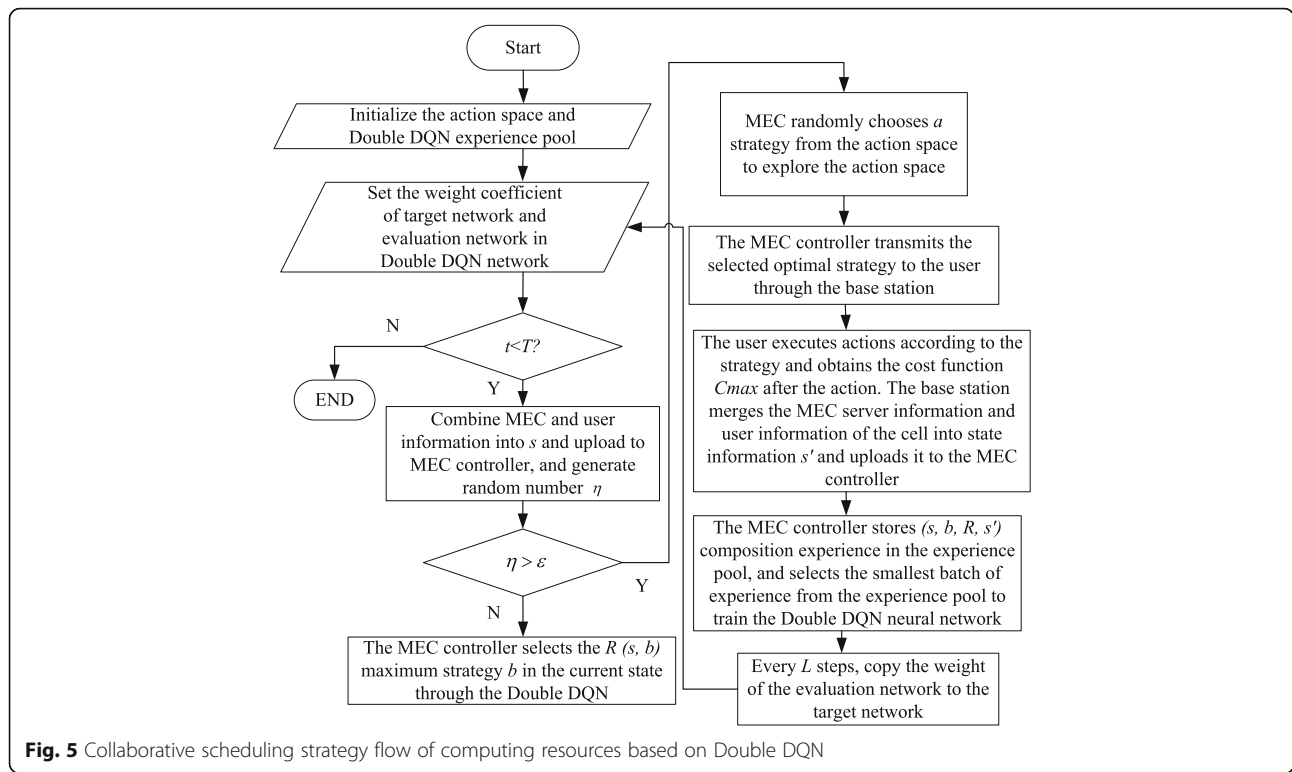 Start
Initialize the action space and
Double DQN experience pool
Set the weight coefficient
of target network and
evaluation network in
Double DQN network
N
t<T?
END
Y
Combine MEC and user
information into s and upload to
MEC controller, and generate
random number η
η > ε
Y
N
The MEC controller selects the R (s, b)
maximum strategy b in the current state
through the Double DQN
MEC randomly chooses a
strategy from the action space
to explore the action space
The MEC controller transmits the
selected optimal strategy to the user
through the base station
The user executes actions according to the
strategy and obtains the cost function
Cmax after the action. The base station
merges the MEC server information and
user information of the cell into state
information s' and uploads it to the MEC
controller
The MEC controller stores (s, b, R, s')
composition experience in the experience
pool, and selects the smallest batch of
experience from the experience pool to
train the Double DQN neural network
Every L steps, copy the weight
of the evaluation network to the
target network
Fig. 5 Collaborative scheduling strategy flow of computing resources based on Double DQN